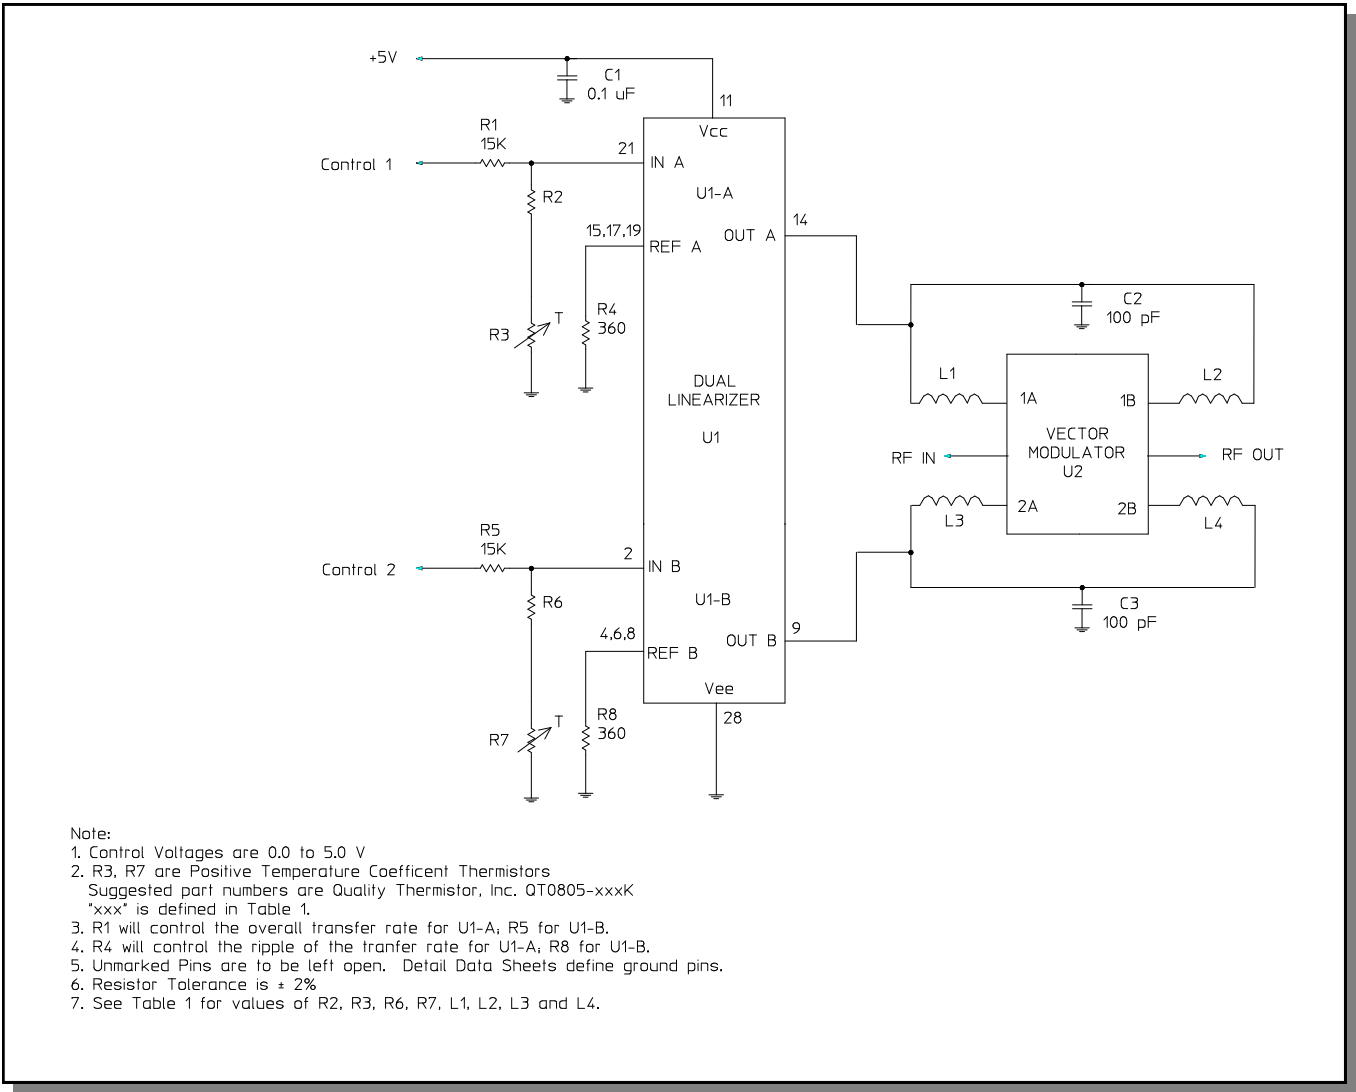 +5V
C1
0.1 uF
11
Vcc
R1
15K
21
Control 1
IN A
R2
U1-A
15,17,19
REF A
14
OUT A
R3
T
R4
360
C2
100 pF
DUAL
LINEARIZER
U1
L1
L2
1A
1B
VECTOR
MODULATOR
U2
RF IN
RF OUT
2A
2B
L3
L4
R5
15K
2
Control 2
IN B
R6
U1-B
4,6,8
REF B
9
OUT B
C3
100 pF
Vee
28
R7
T
R8
360
Note:
1. Control Voltages are 0.0 to 5.0 V
2. R3, R7 are Positive Temperature Coefficent Thermistors
Suggested part numbers are Quality Thermistor, Inc. QT0805-xxxK
"xxx" is defined in Table 1.
3. R1 will control the overall transfer rate for U1-A; R5 for U1-B.
4. R4 will control the ripple of the tranfer rate for U1-A; R8 for U1-B.
5. Unmarked Pins are to be left open. Detail Data Sheets define ground pins.
6. Resistor Tolerance is ± 2%
7. See Table 1 for values of R2, R3, R6, R7, L1, L2, L3 and L4.